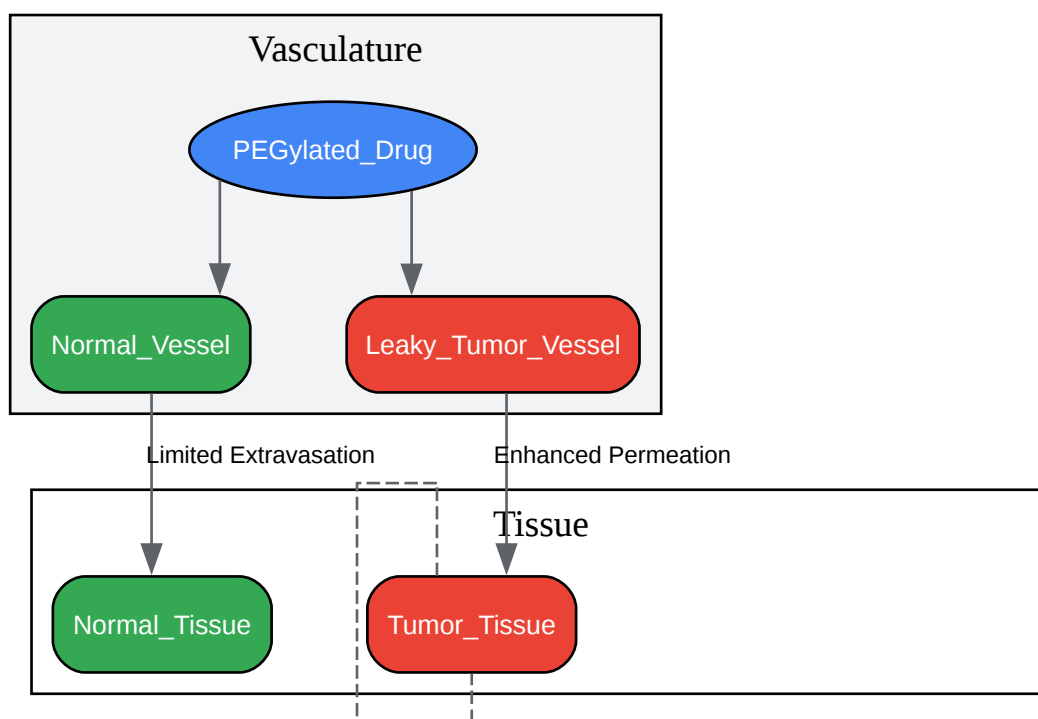 Vasculature
PEGylated_Drug
Normal_Vessel
Leaky_Tumor_Vessel
Limited Extravasation
Enhanced Permeation
Tissue
Normal_Tissue
Tumor_Tissue